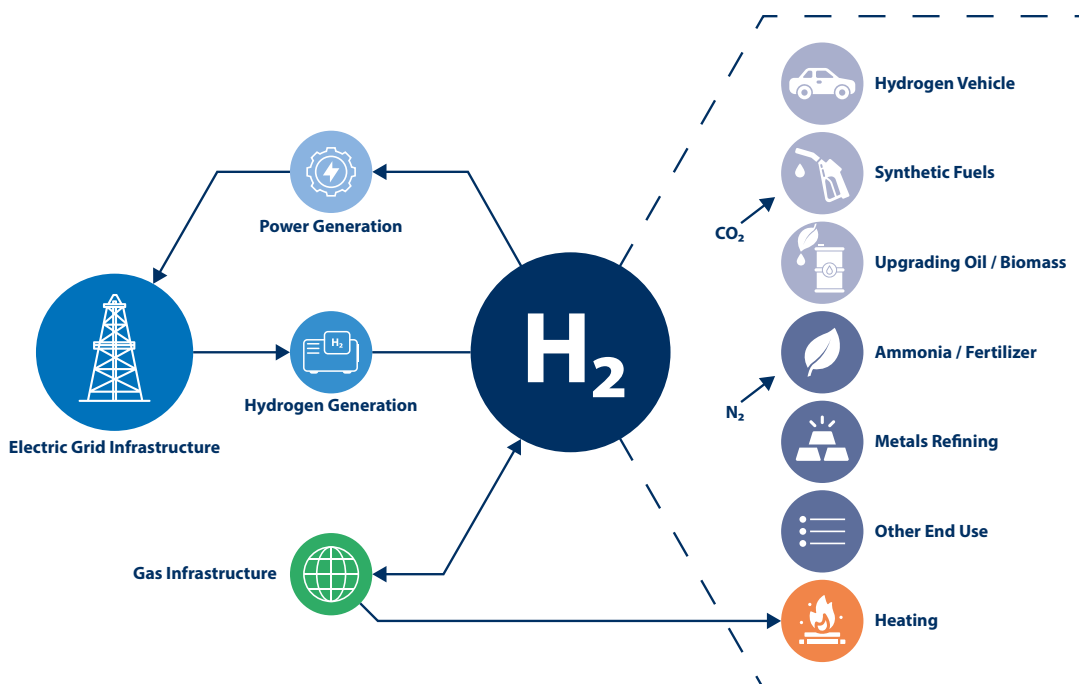 Hydrogen Vehicle
Synthetic Fuels
CO₂
Upgrading Oil / Biomass
Ammonia / Fertilizer
N₂
Metals Refining
Other End Use
Heating
Power Generation
H₂
Hydrogen Generation
H₂
Electric Grid Infrastructure
Gas Infrastructure